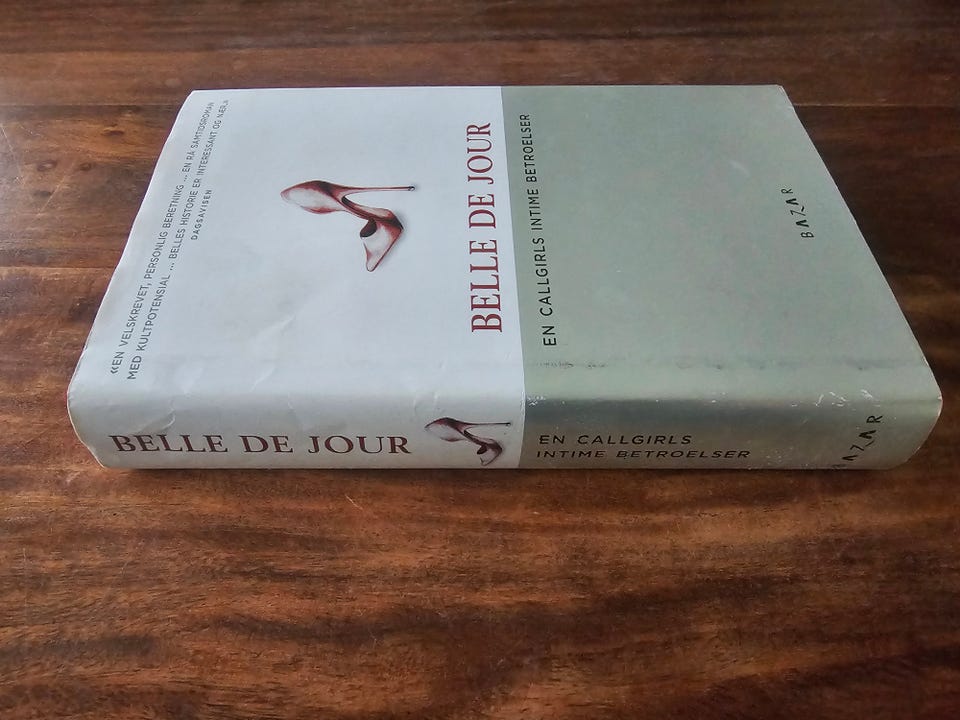 «EN VELSKREVET, PERSONLIG BERETNING ... EN RÅ SAMTIDSROMAN
MED KULTPOTENSIAL ... BELLES HISTORIE ER INTERESSANT OG NÆR.»
DAGSAVISEN
BELLE DE JOUR
EN CALLGIRLS INTIME BETROELSER
BAZAR
BELLE DE JOUR
EN CALLGIRLS
INTIME BETROELSER
BAZAR